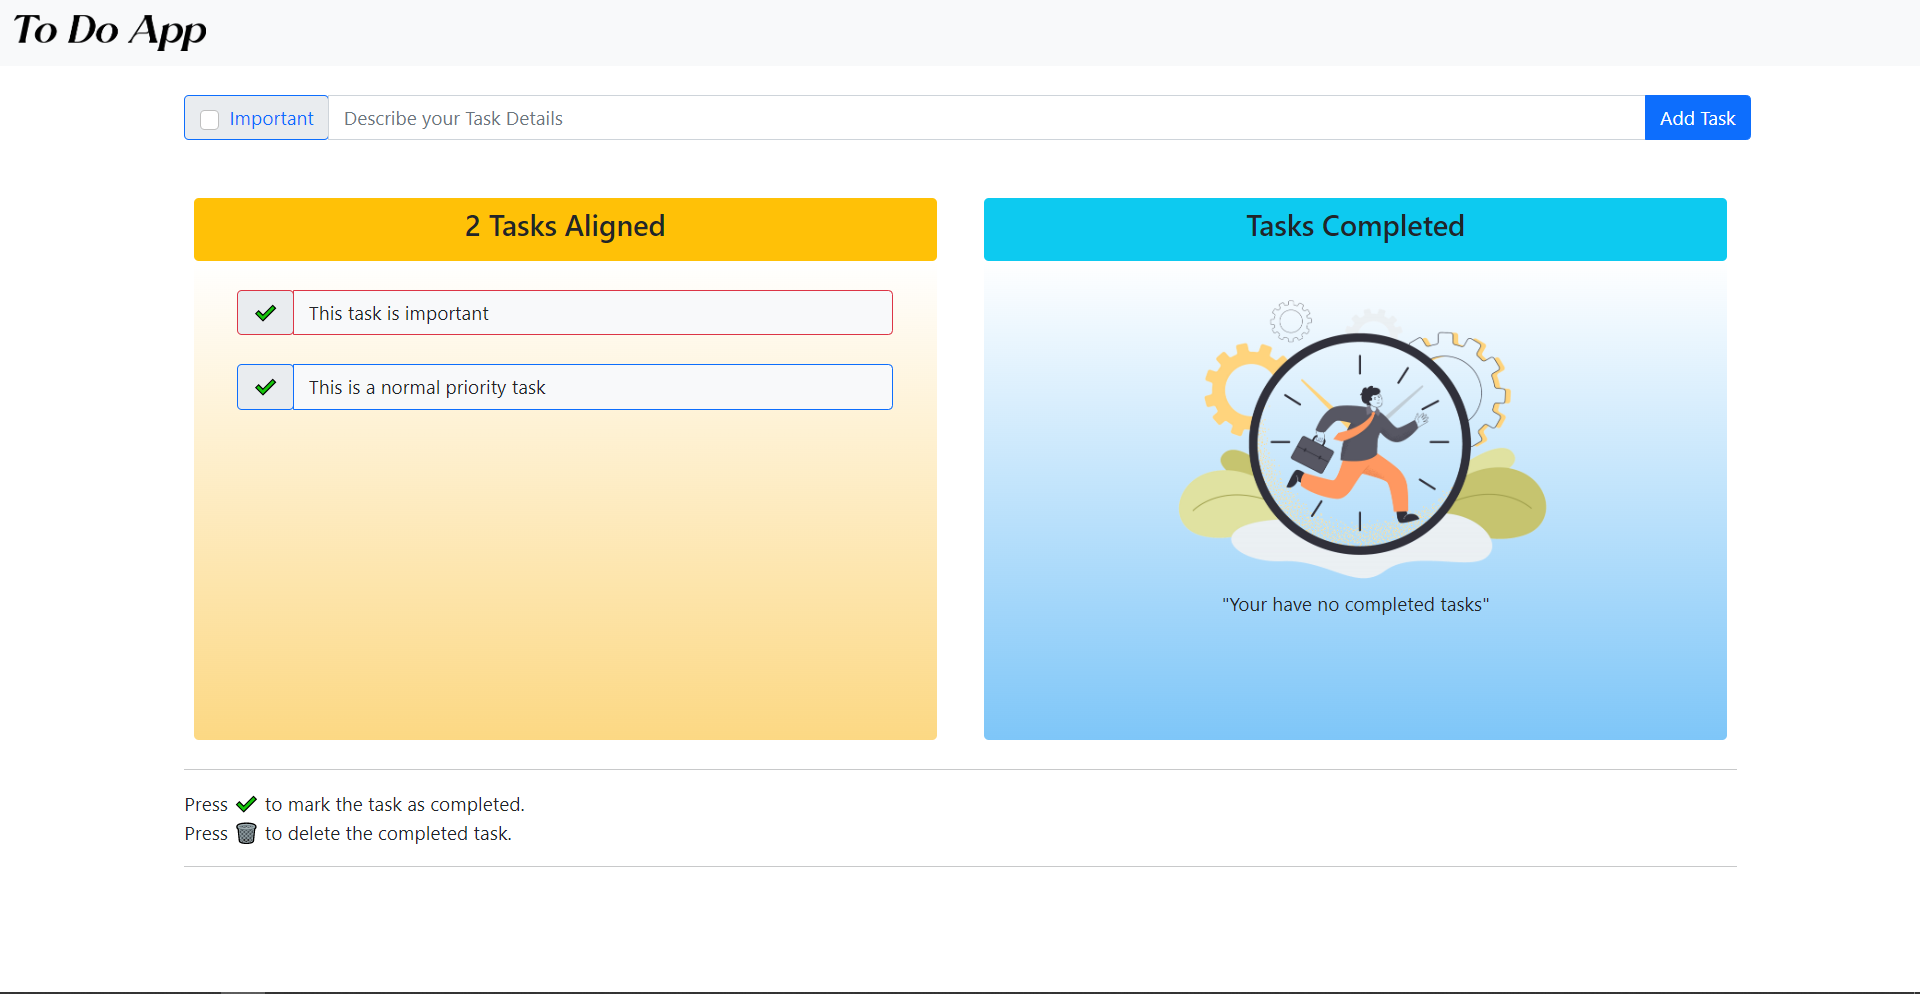 To Do App
Important
Describe your Task Details
Add Task
2 Tasks Aligned
This task is important
This is a normal priority task
Tasks Completed
"Your have no completed tasks"
Press ✔ to mark the task as completed.
Press 🗑 to delete the completed task.